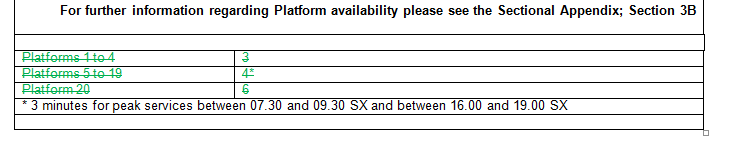 For further information regarding Platform availability please see the Sectional Appendix; Section 3B
Platforms 1 to 4 3
Platforms 5 to 19 4*
Platform 20 6
* 3 minutes for peak services between 07.30 and 09.30 SX and between 16.00 and 19.00 SX